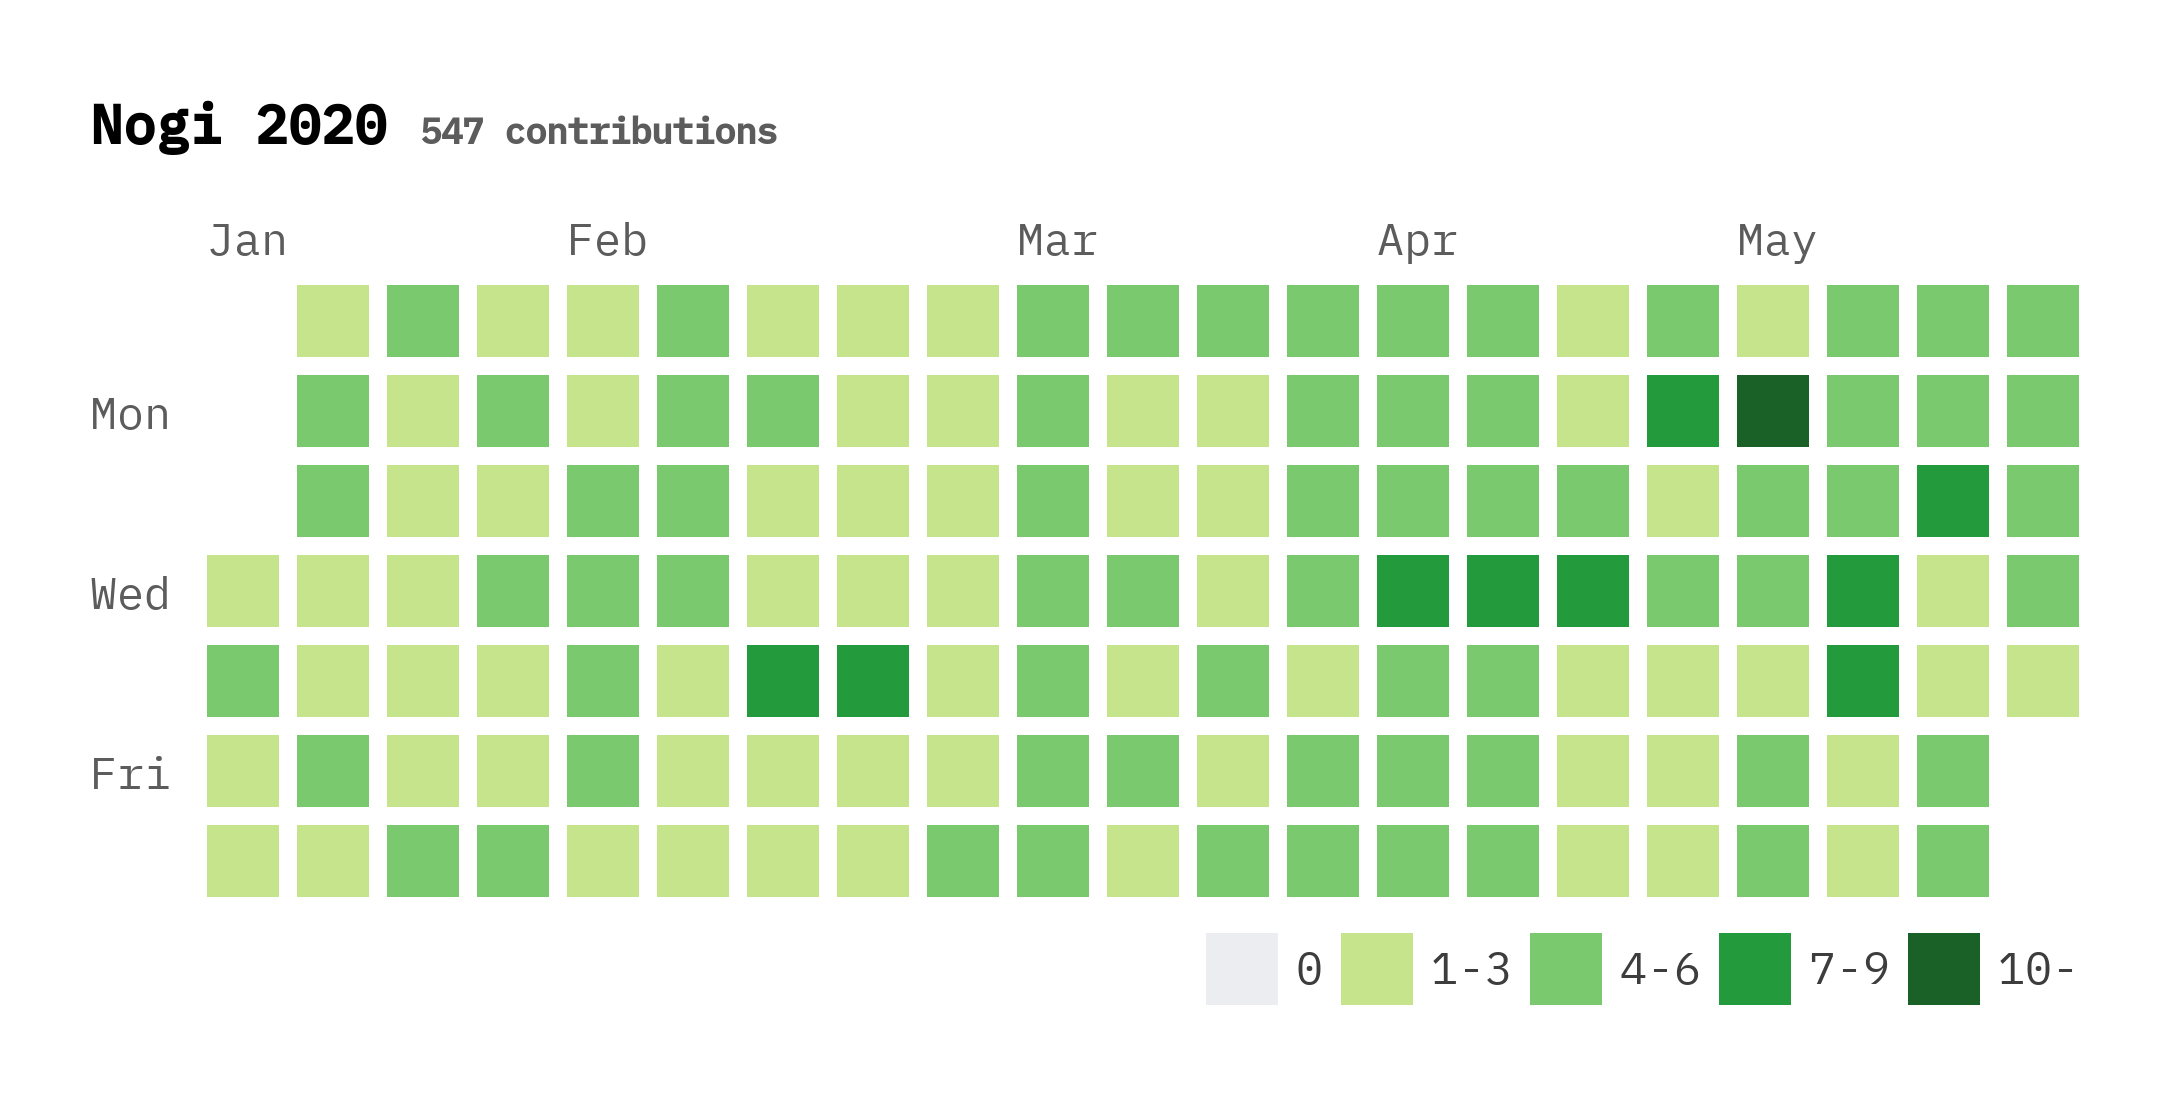 Nogi 2020 547 contributions
Jan Feb Mar Apr May
Mon
Wed
Fri
0 1-3 4-6 7-9 10-